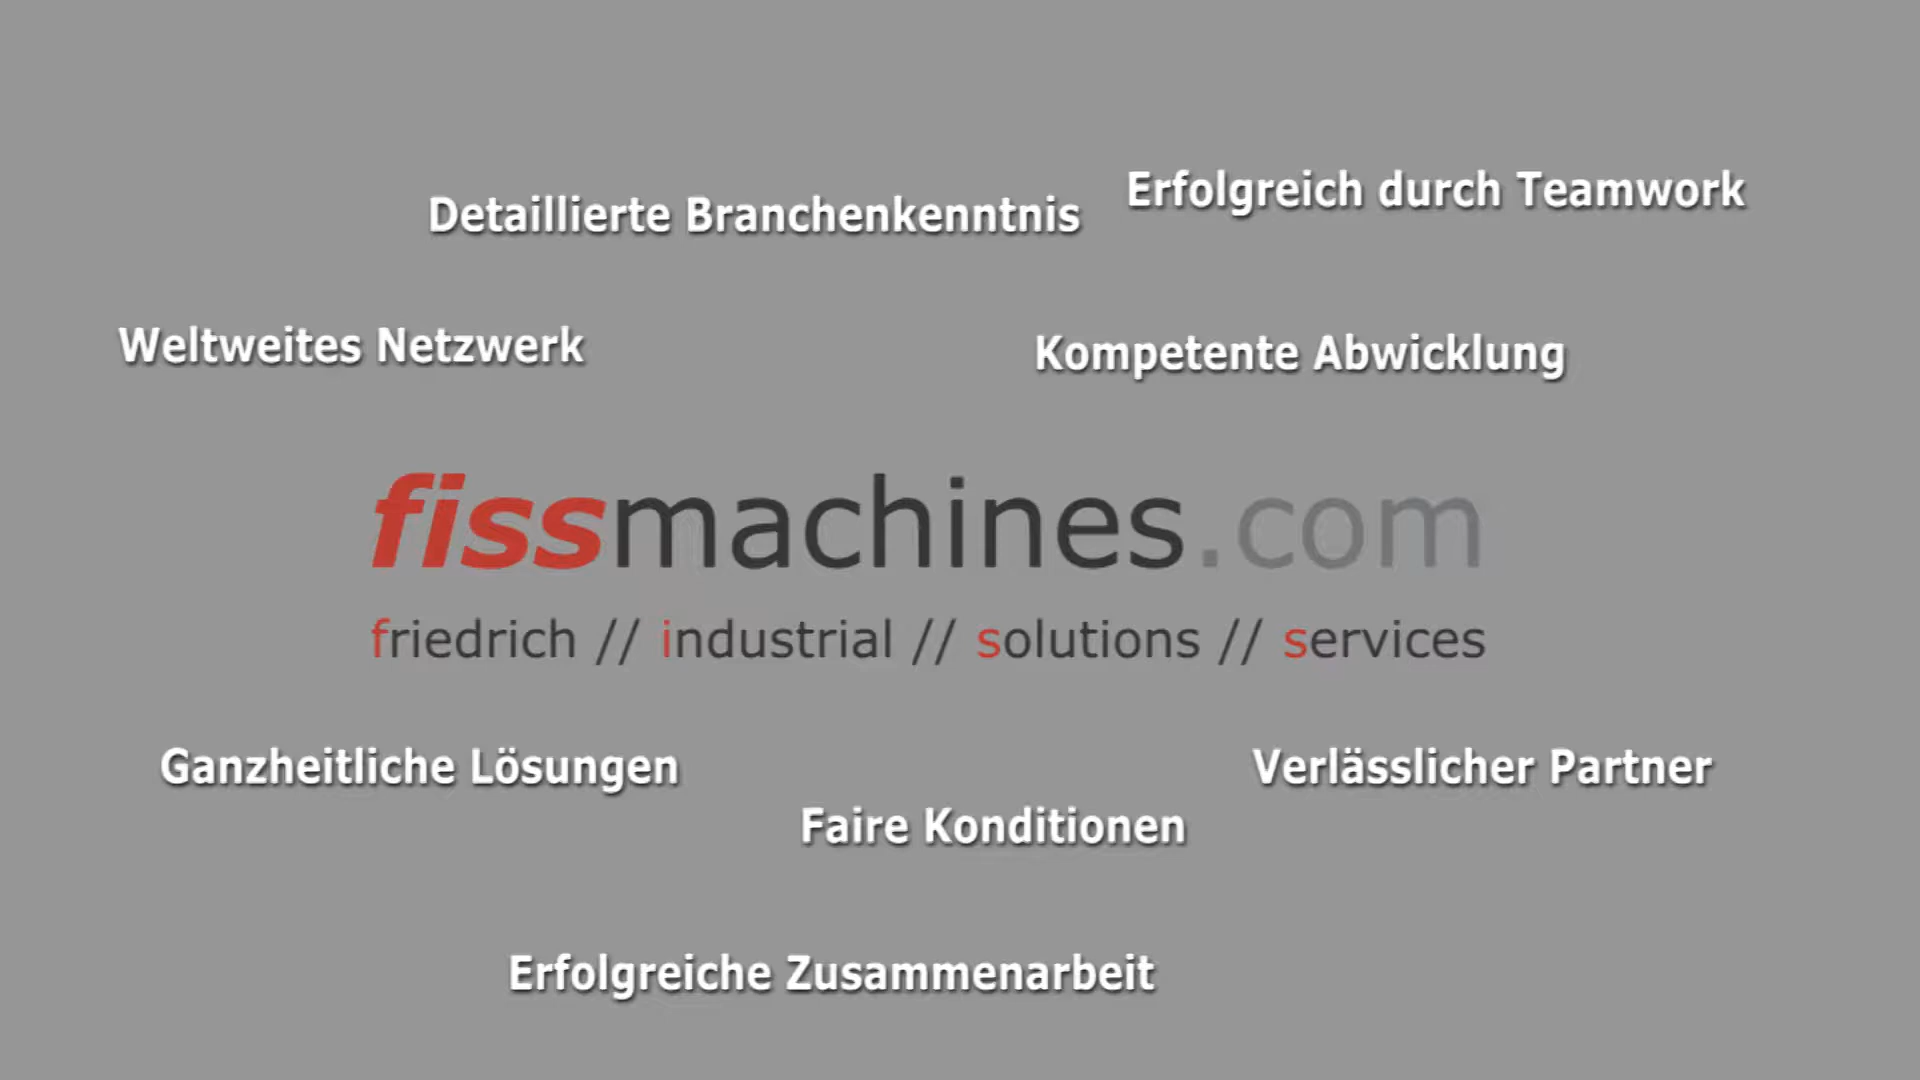 Erfolgreich durch Teamwork
Detaillierte Branchenkenntnis
Weltweites Netzwerk
Kompetente Abwicklung
fissmachines.com
friedrich // industrial // solutions // services
Ganzheitliche Lösungen
Verlässlicher Partner
Faire Konditionen
Erfolgreiche Zusammenarbeit